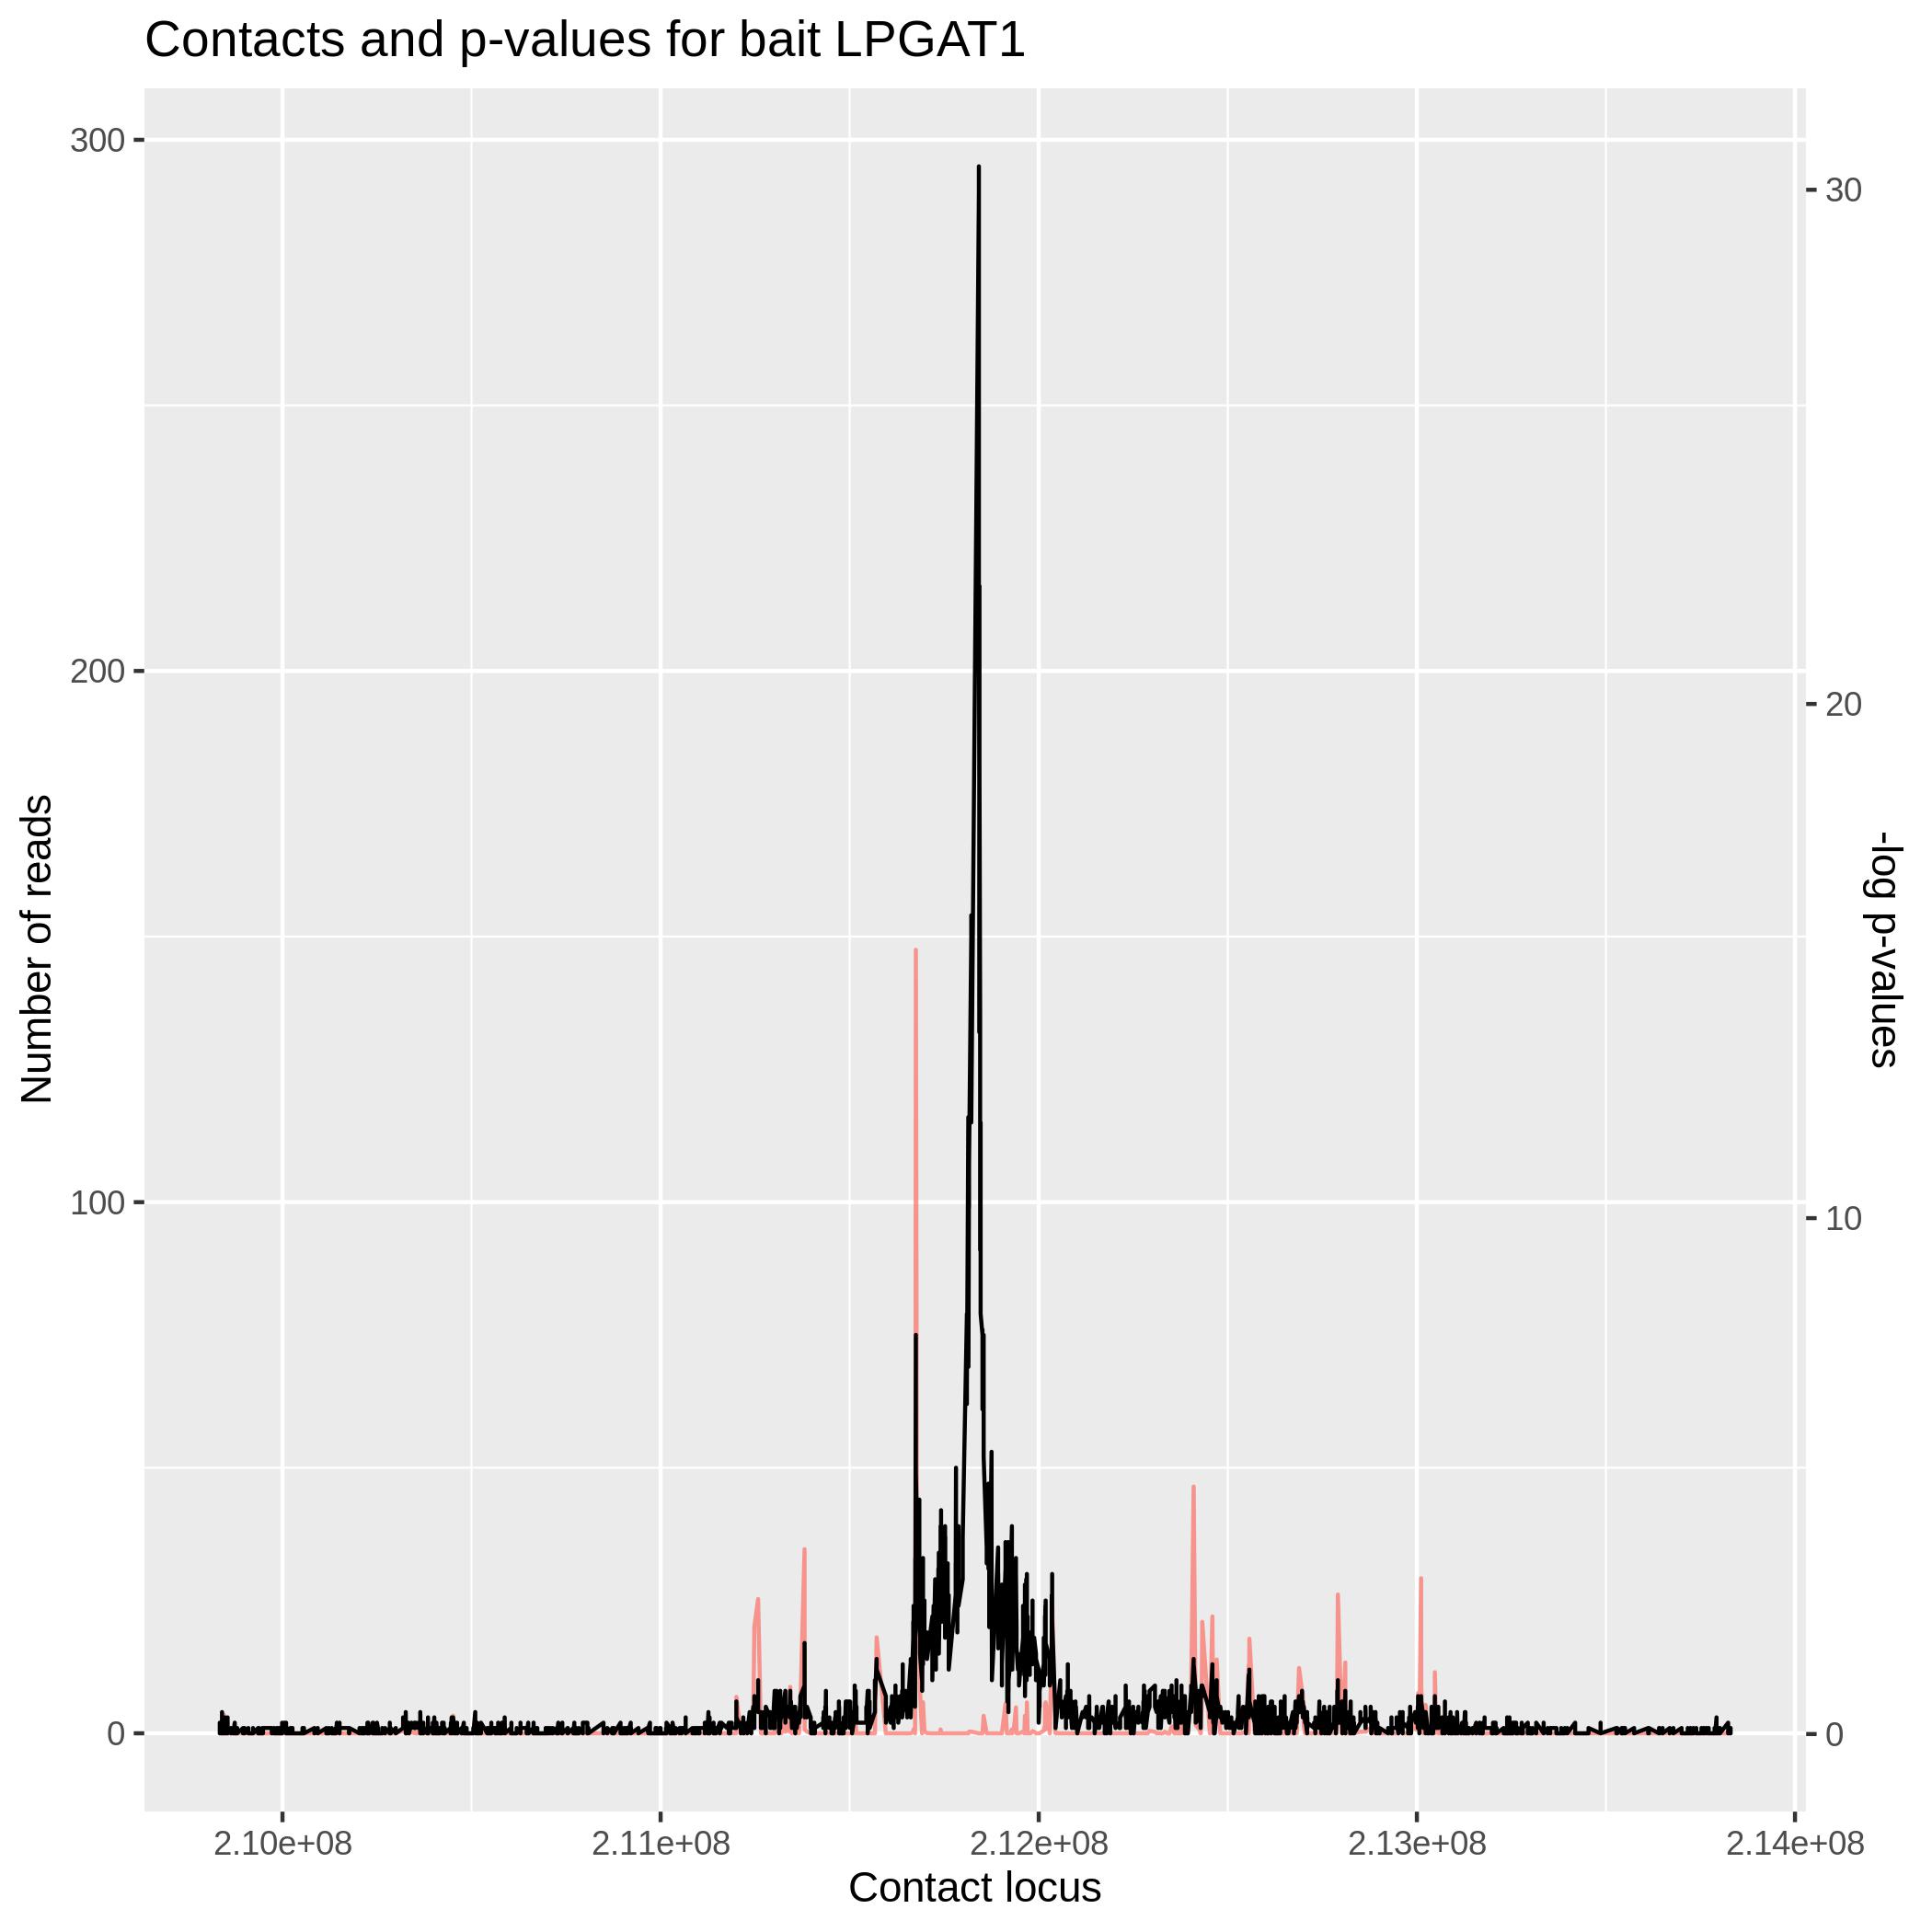 Contacts and p-values for bait LPGAT1
300
200
100
0
30
20
10
0
Number of reads
-log p-values
2.10e+08
2.11e+08
2.12e+08
2.13e+08
2.14e+08
Contact locus